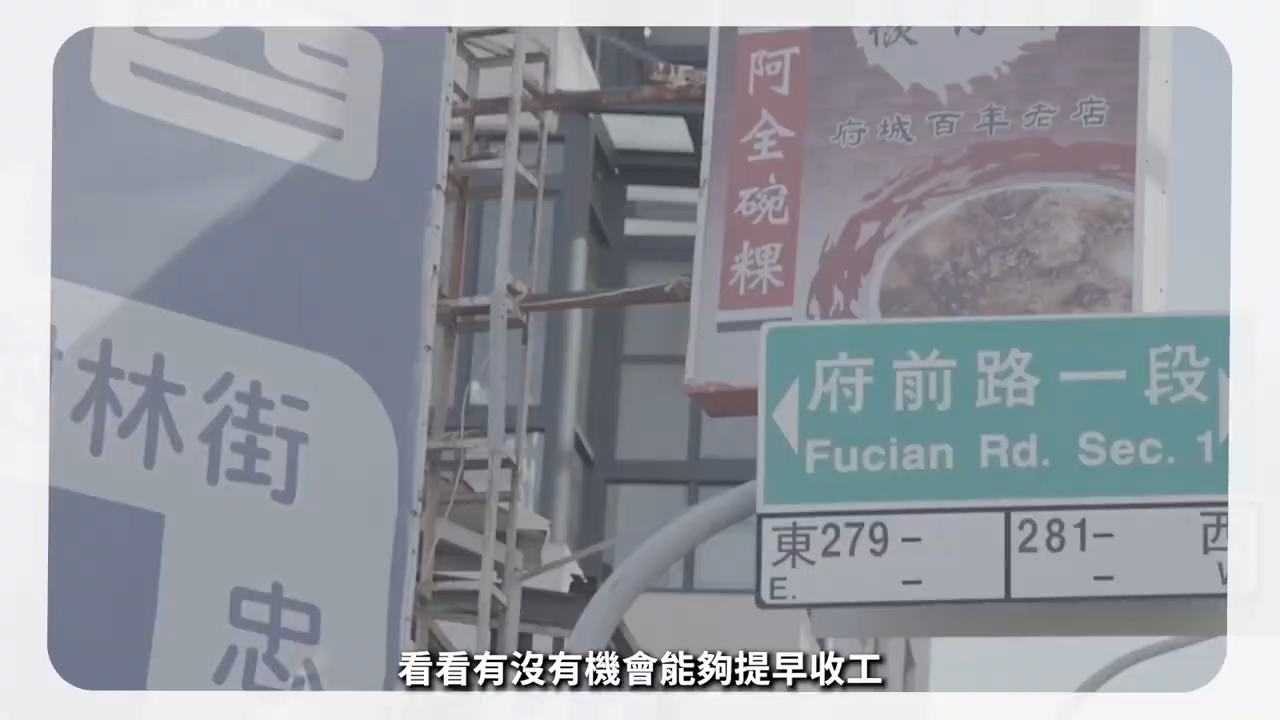 阿全碗粿
府城百年老店
林街
忠
府前路一段
Fucian Rd. Sec. 1
東279－ 281－ 西
E. － －
看看有沒有機會能夠提早收工